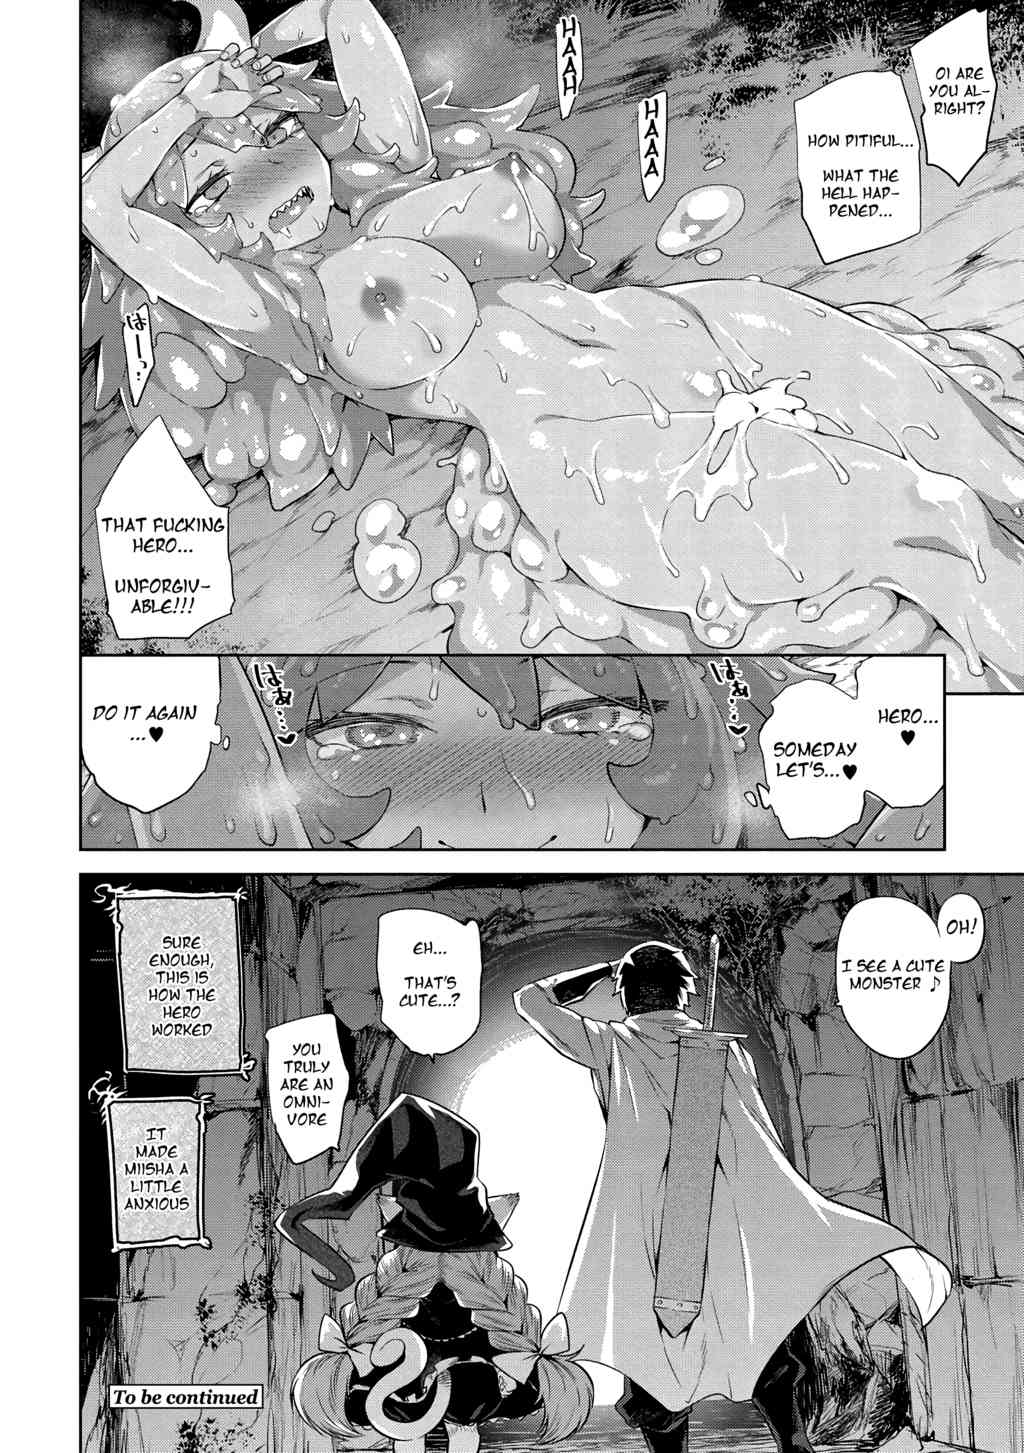 OI ARE
YOU AL-
RIGHT?
HOW PITIFUL...
WHAT THE
HELL HAP-
PENED...
HAAA
HAAH
はーっ?
THAT FUCKING
HERO...
UNFORGIV-
ABLE!!!
HERO...
♥
SOMEDAY
LET'S...♥
はぁ…♥
はぁ…♥
DO IT AGAIN
...♥
OH!
I SEE A CUTE
MONSTER ♪
EH...
THAT'S
CUTE...?
YOU
TRULY
ARE AN
OMNI-
VORE
SURE
ENOUGH,
THIS IS
HOW THE
HERO
WORKED
IT
MADE
MIISHA A
LITTLE
ANXIOUS
To be continued